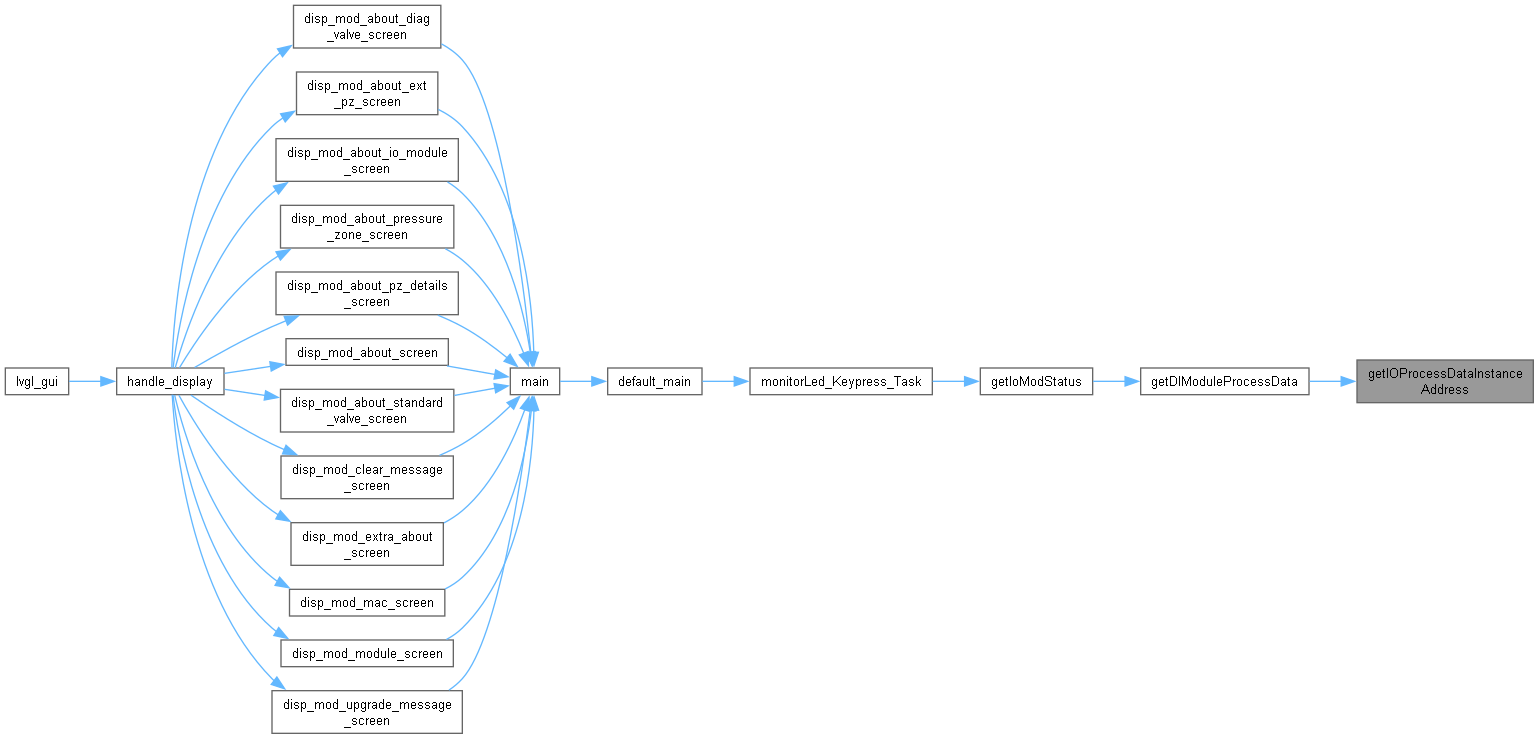 disp_mod_about_diag
_valve_screen
disp_mod_about_ext
_pz_screen
disp_mod_about_io_module
_screen
disp_mod_about_pressure
_zone_screen
disp_mod_about_pz_details
_screen
disp_mod_about_screen
lvgl_gui
handle_display
main
default_main
monitorLed_Keypress_Task
getIoModStatus
getDIModuleProcessData
getIOProcessDataInstance
Address
disp_mod_about_standard
_valve_screen
disp_mod_clear_message
_screen
disp_mod_extra_about
_screen
disp_mod_mac_screen
disp_mod_module_screen
disp_mod_upgrade_message
_screen